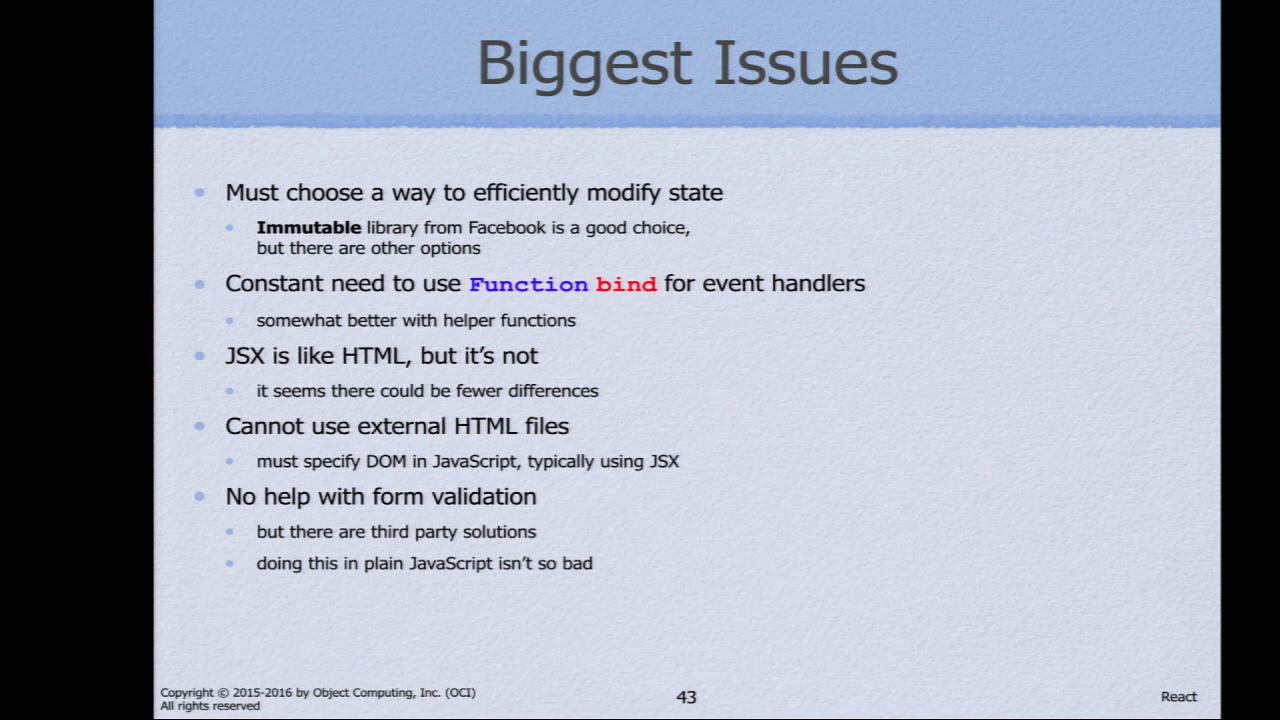 Biggest Issues
Must choose a way to efficiently modify state
Immutable library from Facebook is a good choice,
but there are other options
Constant need to use Function bind for event handlers
somewhat better with helper functions
JSX is like HTML, but it's not
it seems there could be fewer differences
Cannot use external HTML files
must specify DOM in JavaScript, typically using JSX
No help with form validation
but there are third party solutions
doing this in plain JavaScript isn't so bad
Copyright © 2015-2016 by Object Computing, Inc. (OCI)
All rights reserved
43
React